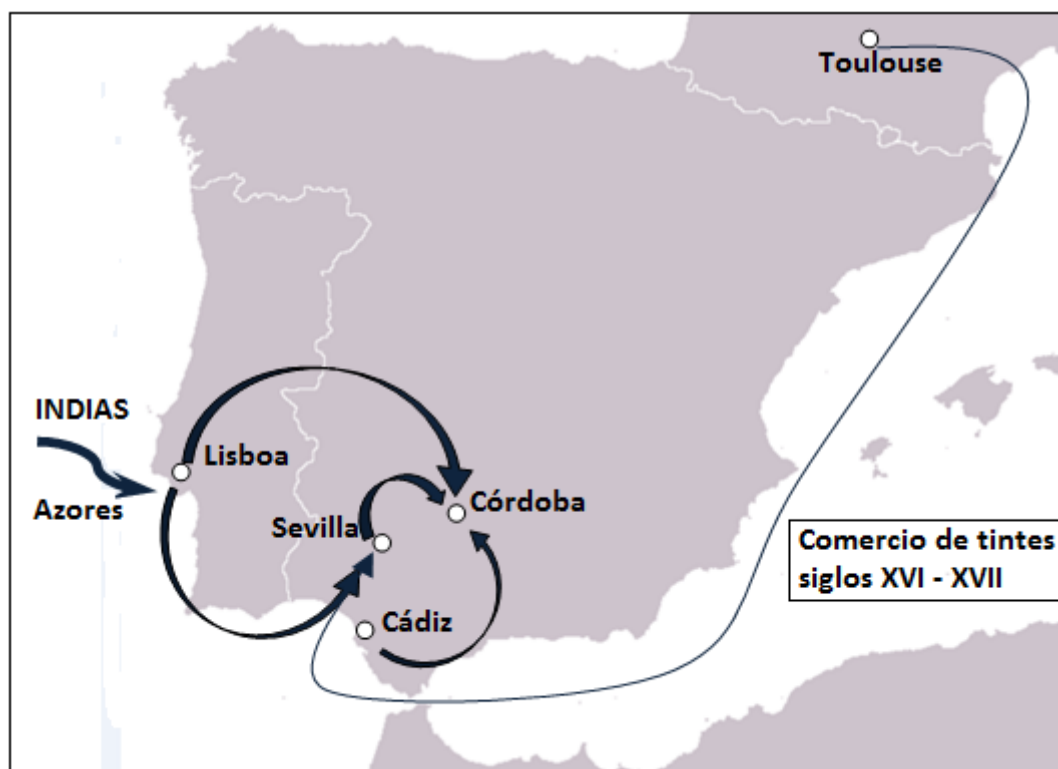 Toulouse
INDIAS
Lisboa
Azores
Córdoba
Sevilla
Comercio de tintes
siglos XVI - XVII
Cádiz